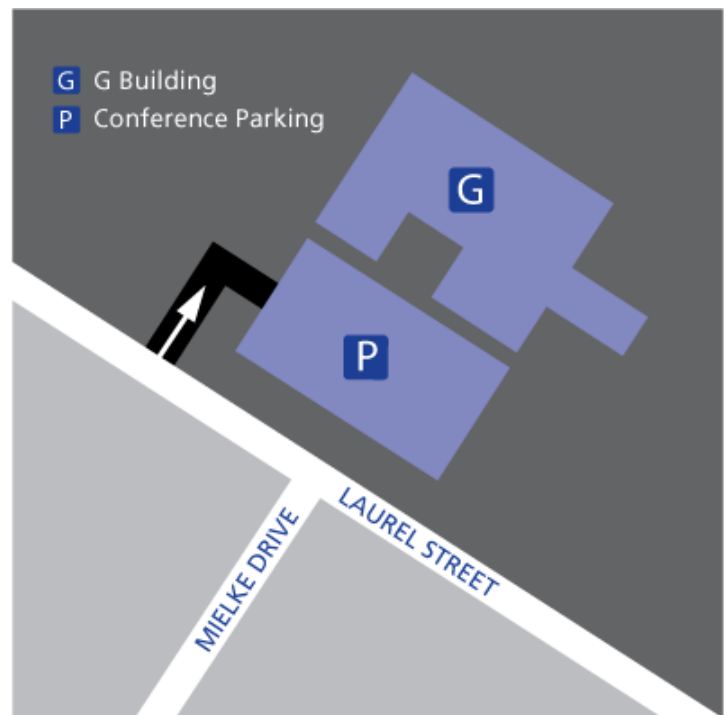 G G Building
P Conference Parking
G
P
LAUREL STREET
MIELKE DRIVE